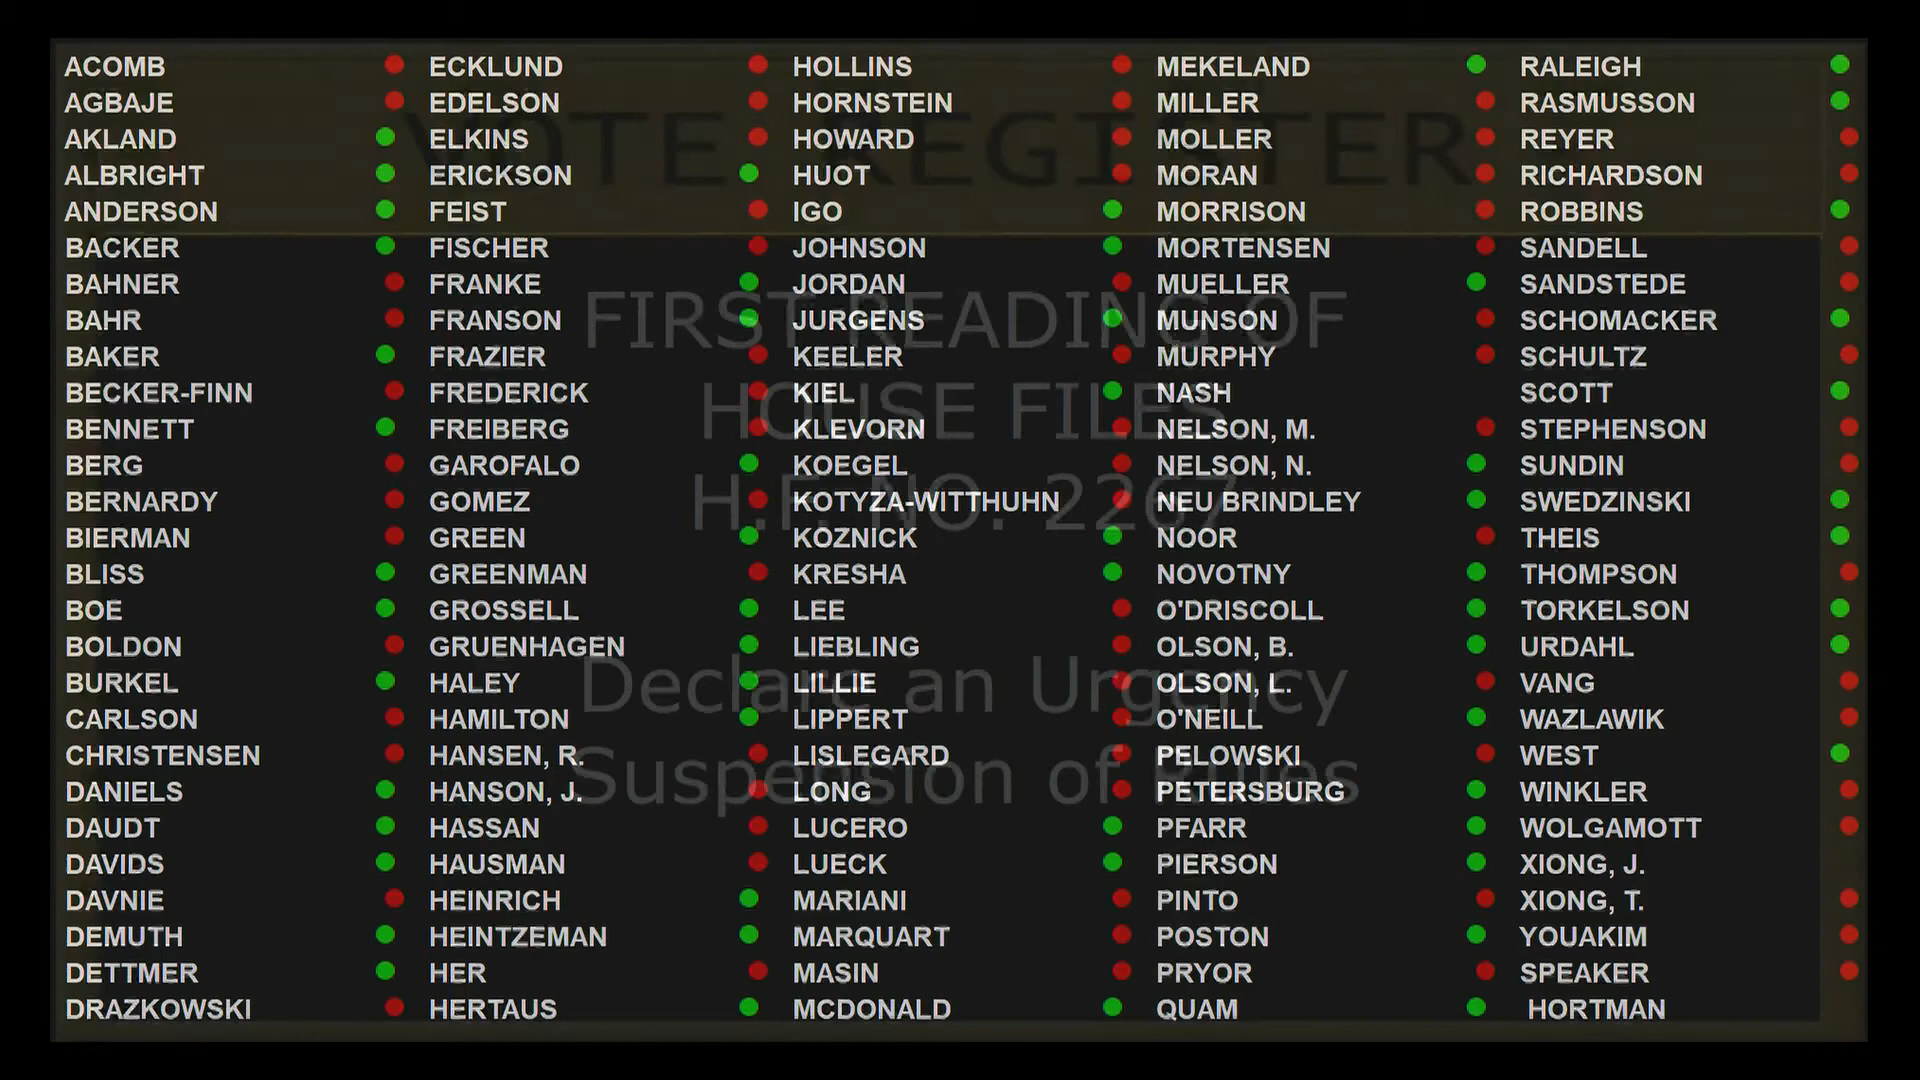 VOTE REGISTER
FIRST READING OF
HOUSE FILES
H.F. NO. 2267
Declare an Urgency
Suspension of Rules
ACOMB
AGBAJE
AKLAND
ALBRIGHT
ANDERSON
BACKER
BAHNER
BAHR
BAKER
BECKER-FINN
BENNETT
BERG
BERNARDY
BIERMAN
BLISS
BOE
BOLDON
BURKEL
CARLSON
CHRISTENSEN
DANIELS
DAUDT
DAVIDS
DAVNIE
DEMUTH
DETTMER
DRAZKOWSKI
ECKLUND
EDELSON
ELKINS
ERICKSON
FEIST
FISCHER
FRANKE
FRANSON
FRAZIER
FREDERICK
FREIBERG
GAROFALO
GOMEZ
GREEN
GREENMAN
GROSSELL
GRUENHAGEN
HALEY
HAMILTON
HANSEN, R.
HANSON, J.
HASSAN
HAUSMAN
HEINRICH
HEINTZEMAN
HER
HERTAUS
HOLLINS
HORNSTEIN
HOWARD
HUOT
IGO
JOHNSON
JORDAN
JURGENS
KEELER
KIEL
KLEVORN
KOEGEL
KOTYZA-WITTHUHN
KOZNICK
KRESHA
LEE
LIEBLING
LILLIE
LIPPERT
LISLEGARD
LONG
LUCERO
LUECK
MARIANI
MARQUART
MASIN
MCDONALD
MEKELAND
MILLER
MOLLER
MORAN
MORRISON
MORTENSEN
MUELLER
MUNSON
MURPHY
NASH
NELSON, M.
NELSON, N.
NEU BRINDLEY
NOOR
NOVOTNY
O'DRISCOLL
OLSON, B.
OLSON, L.
O'NEILL
PELOWSKI
PETERSBURG
PFARR
PIERSON
PINTO
POSTON
PRYOR
QUAM
RALEIGH
RASMUSSON
REYER
RICHARDSON
ROBBINS
SANDELL
SANDSTEDE
SCHOMACKER
SCHULTZ
SCOTT
STEPHENSON
SUNDIN
SWEDZINSKI
THEIS
THOMPSON
TORKELSON
URDAHL
VANG
WAZLAWIK
WEST
WINKLER
WOLGAMOTT
XIONG, J.
XIONG, T.
YOUAKIM
SPEAKER
HORTMAN